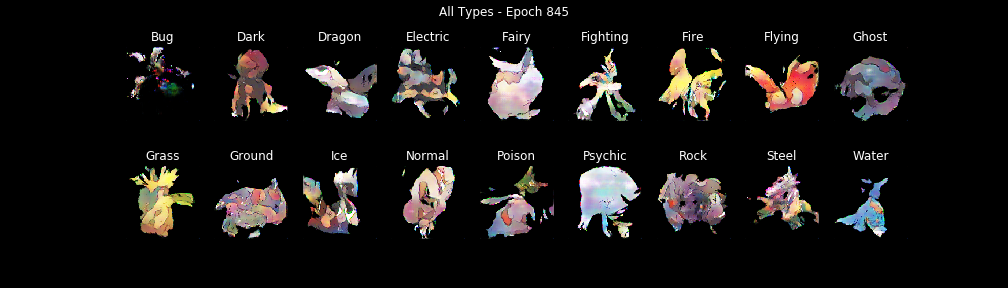 All Types - Epoch 845
Bug Dark Dragon Electric Fairy Fighting Fire Flying Ghost
Grass Ground Ice Normal Poison Psychic Rock Steel Water